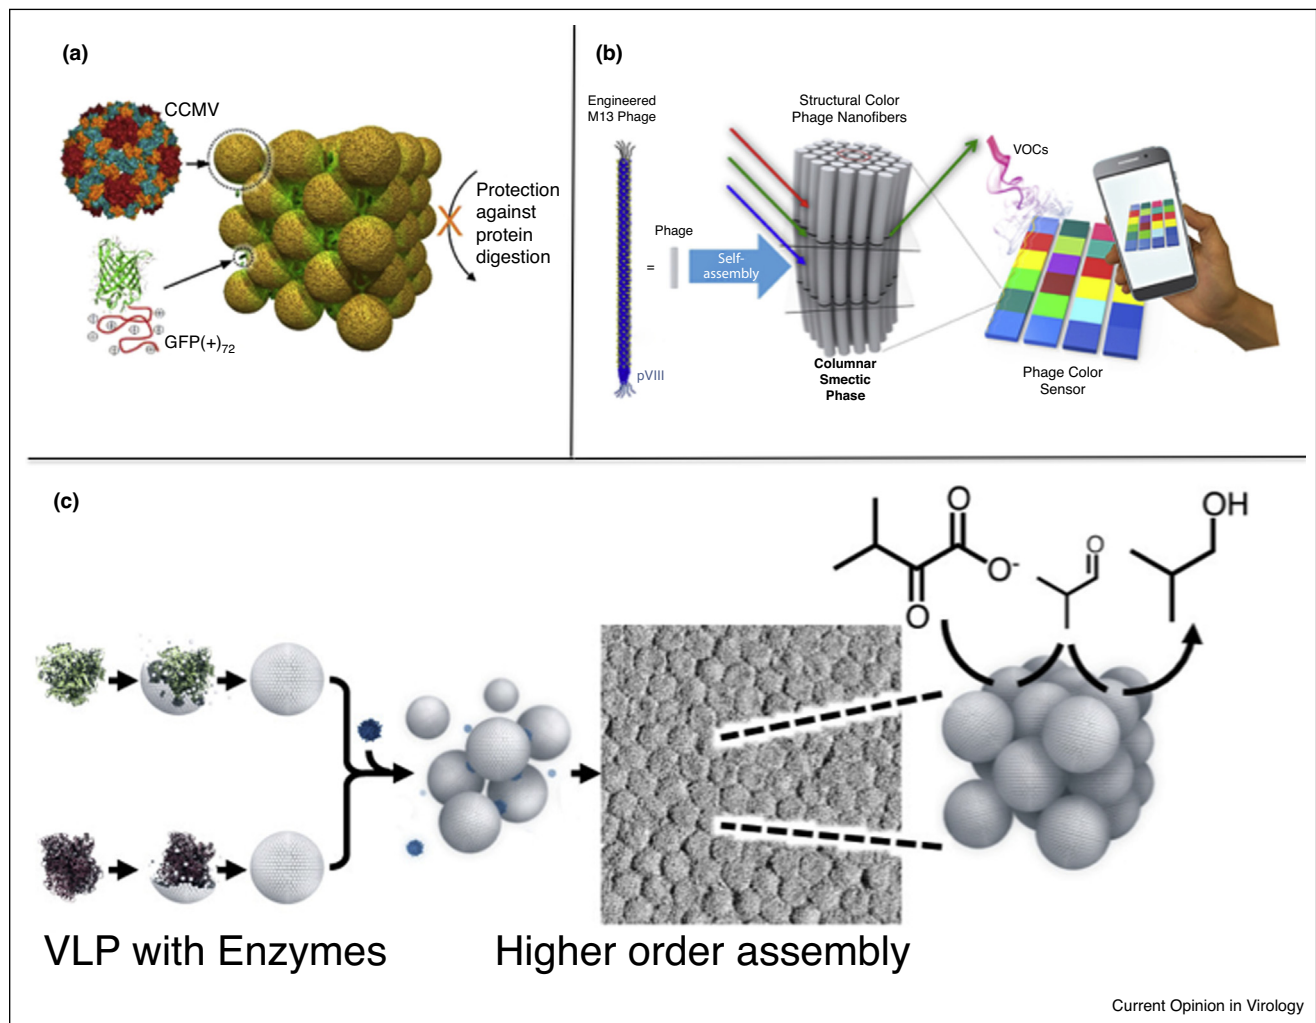 (a)
CCMV
GFP(+)72
Protection
against
protein
digestion
(b)
Engineered
M13 Phage
pVIII
=
Phage
Self-
assembly
Structural Color
Phage Nanofibers
Columnar
Smectic
Phase
VOCs
Phage Color
Sensor
(c)
O
O-
O
O
OH
VLP with Enzymes
Higher order assembly
Current Opinion in Virology